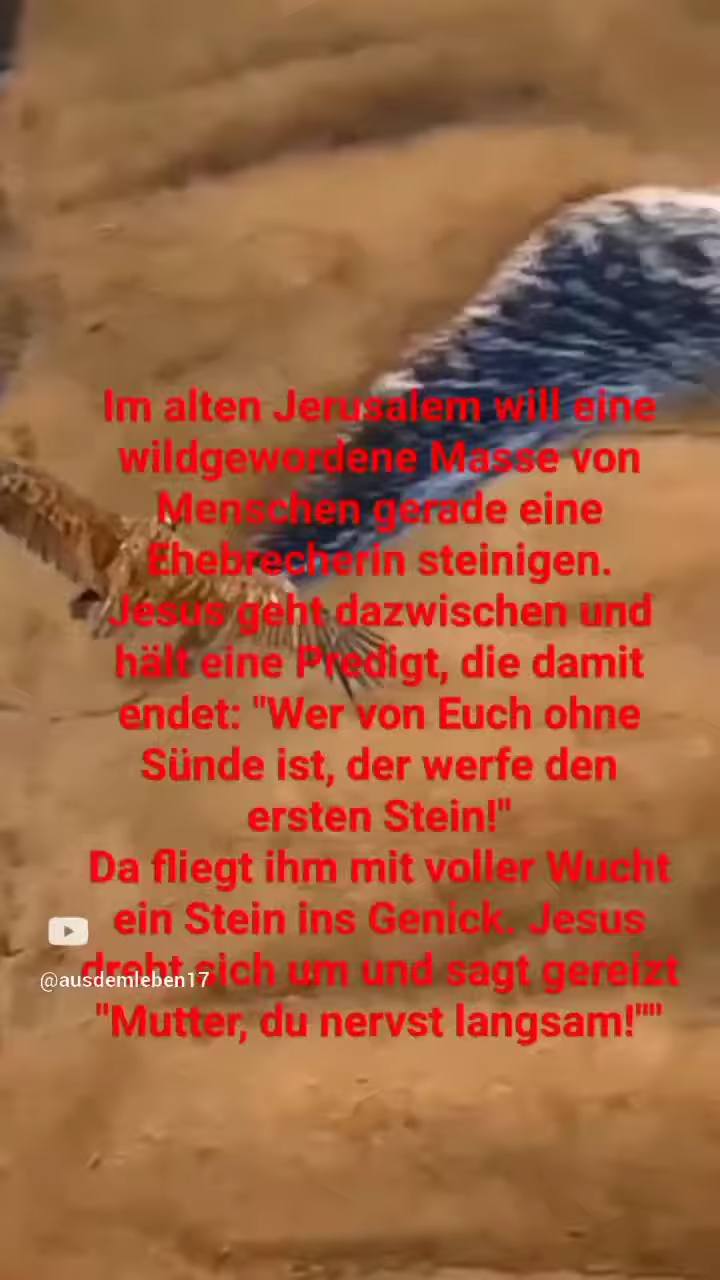 Im alten Jerusalem will eine
wildgewordene Masse von
Menschen gerade eine
Ehebrecherin steinigen.
Jesus geht dazwischen und
hält eine Predigt, die damit
endet: "Wer von Euch ohne
Sünde ist, der werfe den
ersten Stein!"
Da fliegt ihm mit voller Wucht
ein Stein ins Genick. Jesus
dreht sich um und sagt gereizt
@ausdemleben17
"Mutter, du nervst langsam!""